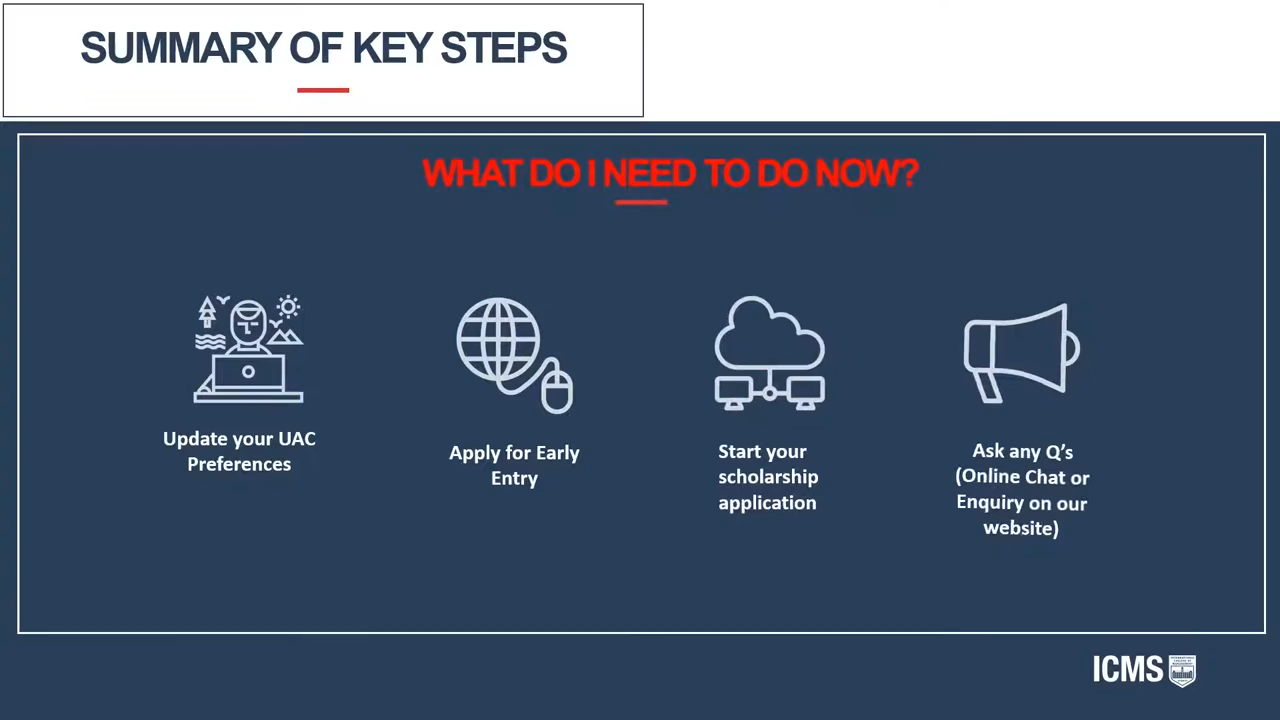 SUMMARY OF KEY STEPS
WHAT DO I NEED TO DO NOW?
Update your UAC
Preferences
Apply for Early
Entry
Start your
scholarship
application
Ask any Q’s
(Online Chat or
Enquiry on our
website)
ICMS